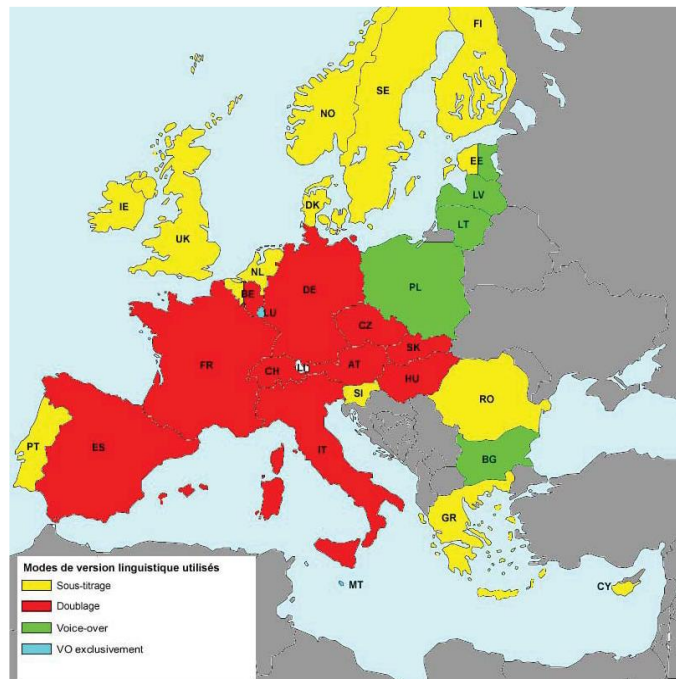 FI
SE
NO
EE
LV
DK
LT
IE
UK
NL
BE
DE
PL
LU
CZ
SK
FR
CH
LI
AT
HU
SI
RO
PT
ES
IT
BG
GR
MT
CY
Modes de version linguistique utilisés
Sous-titrage
Doublage
Voice-over
VO exclusivement